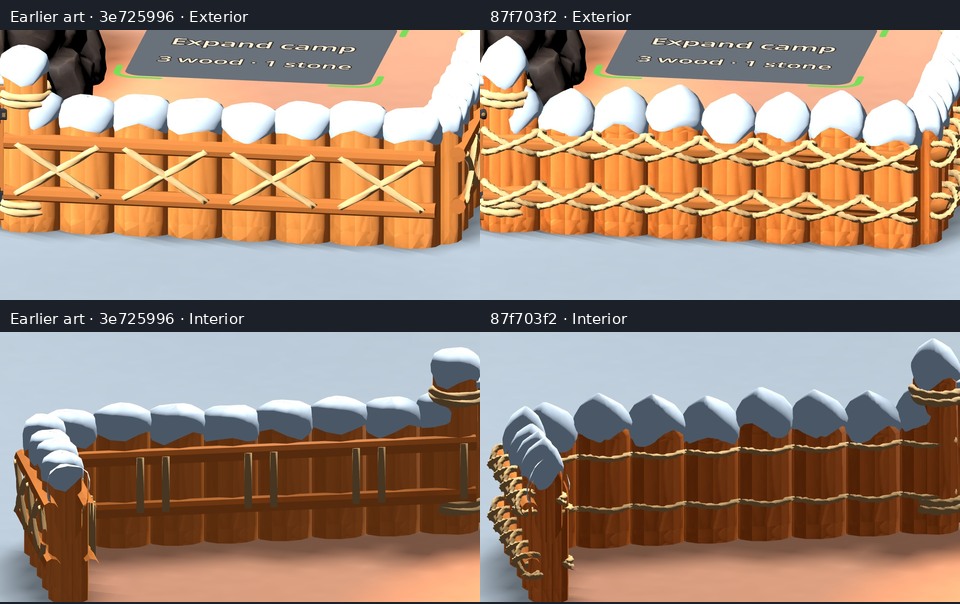 Earlier art · 3e725996 · Exterior
87f703f2 · Exterior
Expand camp
3 wood · 1 stone
Expand camp
3 wood · 1 stone
Earlier art · 3e725996 · Interior
87f703f2 · Interior